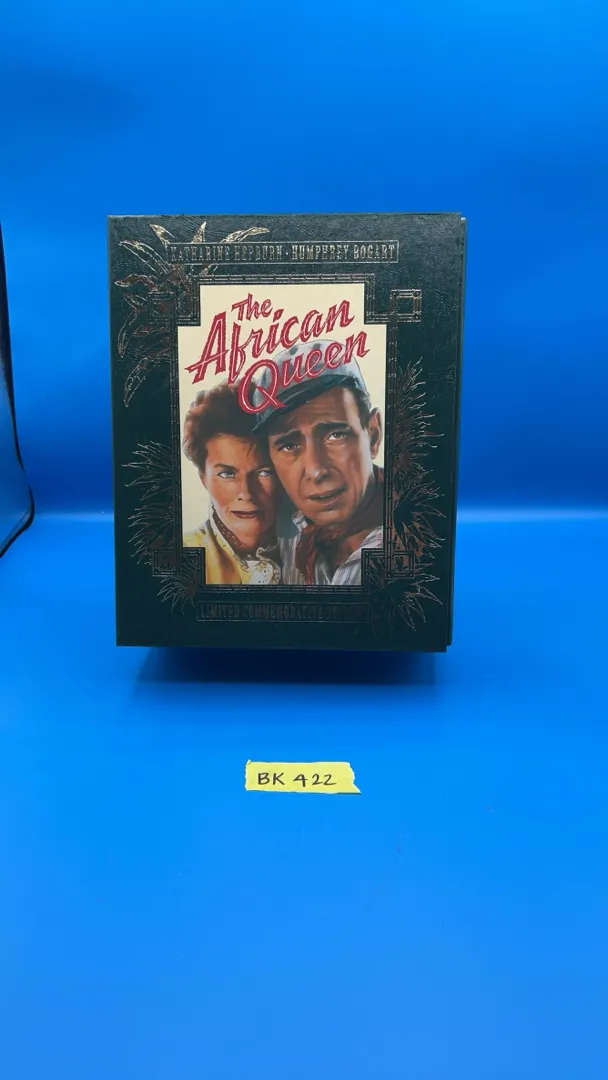 KATHARINE HEPBURN · HUMPHREY BOGART
The
African
Queen
LIMITED COMMEMORATIVE
BK 422